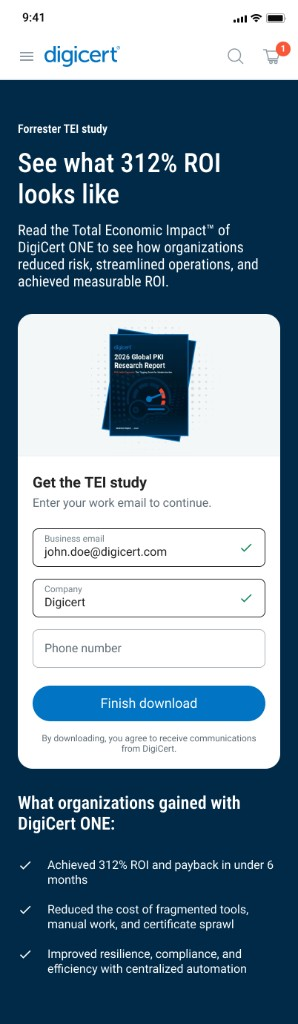 9:41
digicert
1
Forrester TEI study
See what 312% ROI
looks like
Read the Total Economic Impact™ of
DigiCert ONE to see how organizations
reduced risk, streamlined operations, and
achieved measurable ROI.
digicert
2026 Global PKI
Research Report
Get the TEI study
Enter your work email to continue.
Business email
john.doe@digicert.com
Company
Digicert
Phone number
Finish download
By downloading, you agree to receive communications
from DigiCert.
What organizations gained with
DigiCert ONE:
Achieved 312% ROI and payback in under 6
months
Reduced the cost of fragmented tools,
manual work, and certificate sprawl
Improved resilience, compliance, and
efficiency with centralized automation